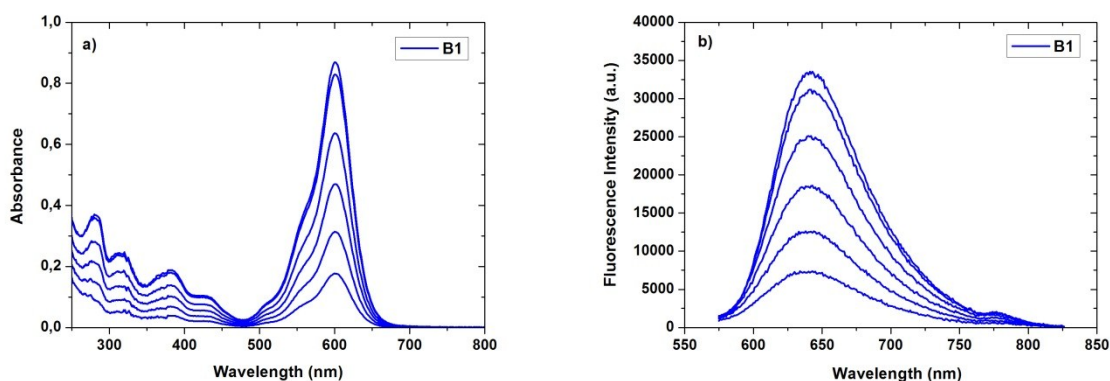 a)
B1
1,0
0,8
0,6
0,4
0,2
0,0
Absorbance
300 400 500 600 700 800
Wavelength (nm)
b)
B1
40000
35000
30000
25000
20000
15000
10000
5000
0
Fluorescence Intensity (a.u.)
550 600 650 700 750 800 850
Wavelength (nm)